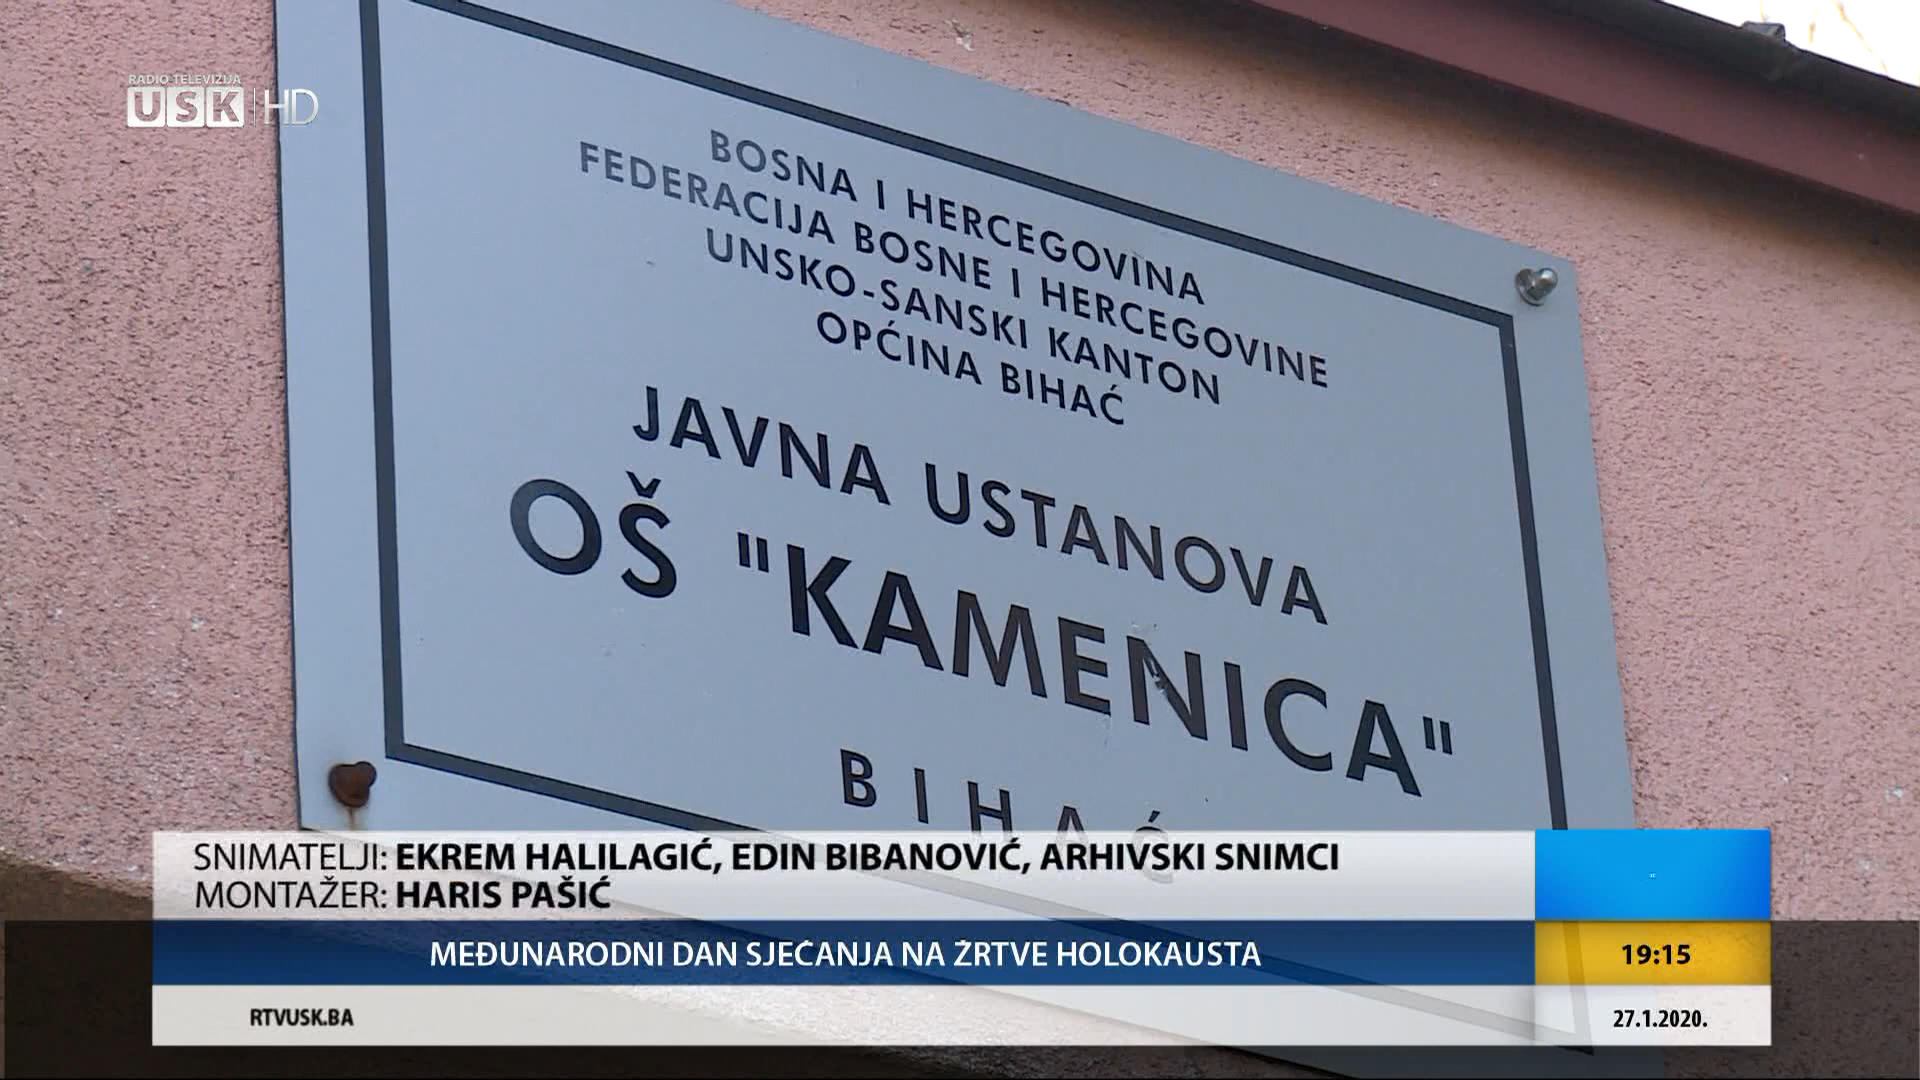 RADIO TELEVIZIJA
USK HD
BOSNA I HERCEGOVINA
FEDERACIJA BOSNE I HERCEGOVINE
UNSKO-SANSKI KANTON
OPĆINA BIHAĆ
JAVNA USTANOVA
OŠ "KAMENICA"
BIHAĆ
SNIMATELJI: EKREM HALILAGIĆ, EDIN BIBANOVIĆ, ARHIVSKI SNIMCI
MONTAŽER: HARIS PAŠIĆ
MEĐUNARODNI DAN SJEĆANJA NA ŽRTVE HOLOKAUSTA
19:15
RTVUSK.BA
27.1.2020.